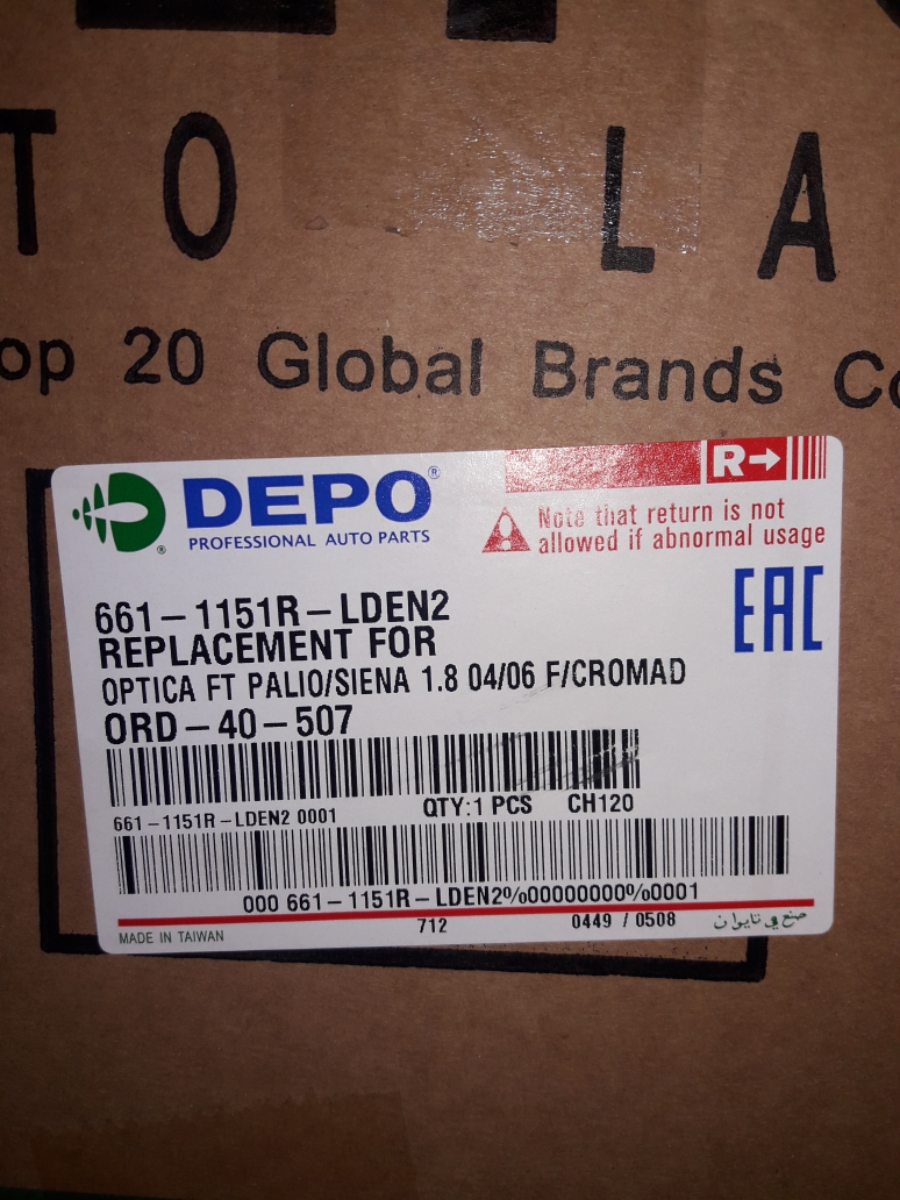 TO LA
op 20 Global Brands Co
DEPO®
PROFESSIONAL AUTO PARTS
®
R→
Note that return is not
allowed if abnormal usage
EAC
661-1151R-LDEN2
REPLACEMENT FOR
OPTICA FT PALIO/SIENA 1.8 04/06 F/CROMAD
ORD-40-507
661-1151R-LDEN2 0001 QTY:1 PCS CH120
000 661-1151R-LDEN2%00000000%0001
MADE IN TAIWAN 712 0449 / 0508 صنع في تايوان